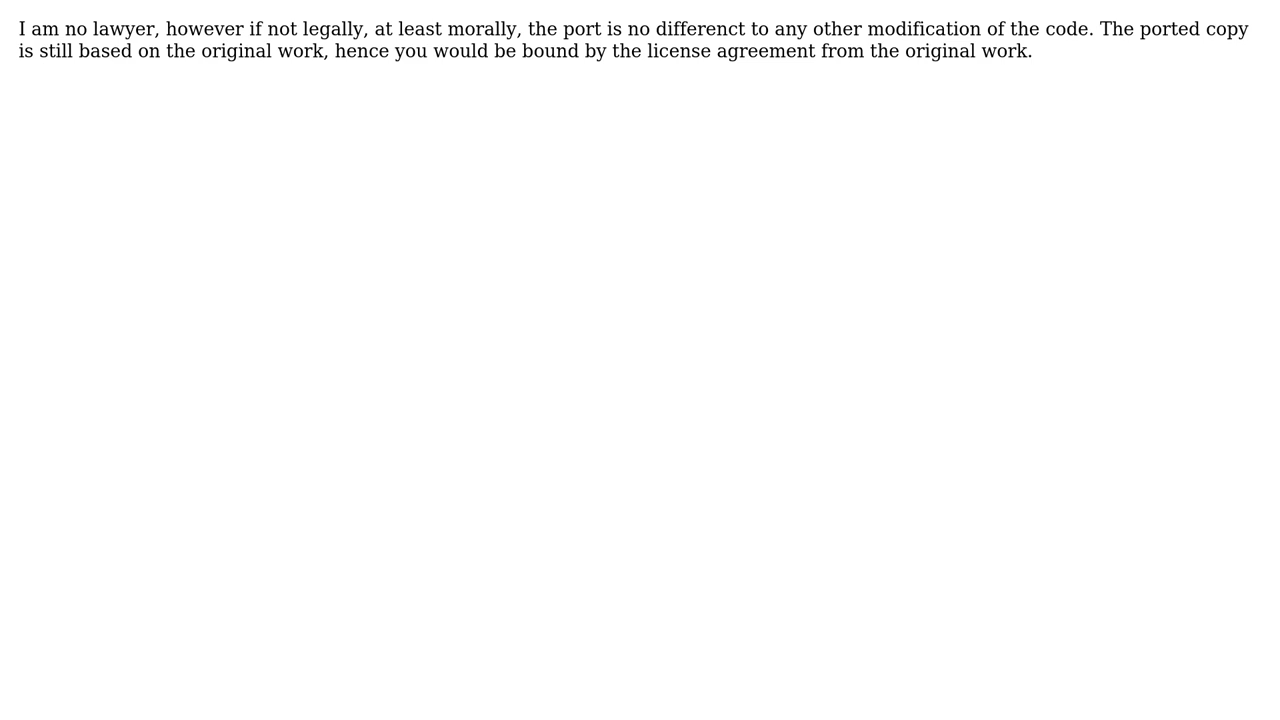 I am no lawyer, however if not legally, at least morally, the port is no differenct to any other modification of the code. The ported copy
is still based on the original work, hence you would be bound by the license agreement from the original work.